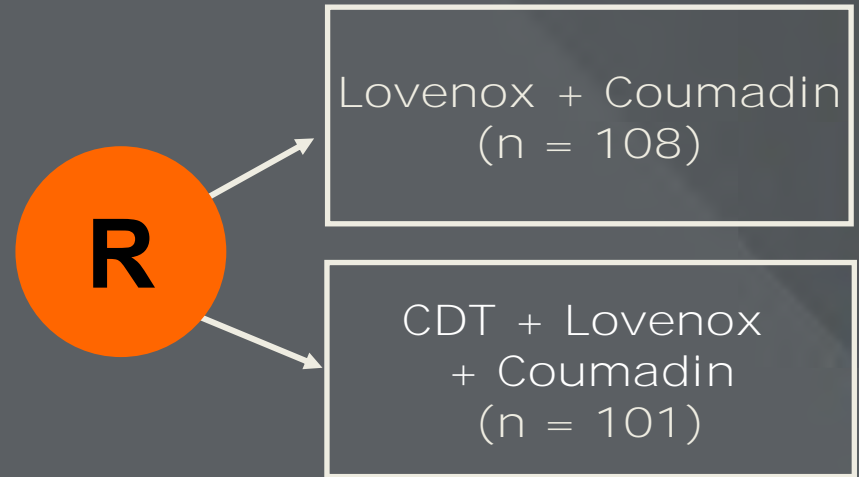 R
Lovenox + Coumadin
(n = 108)
CDT + Lovenox
+ Coumadin
(n = 101)